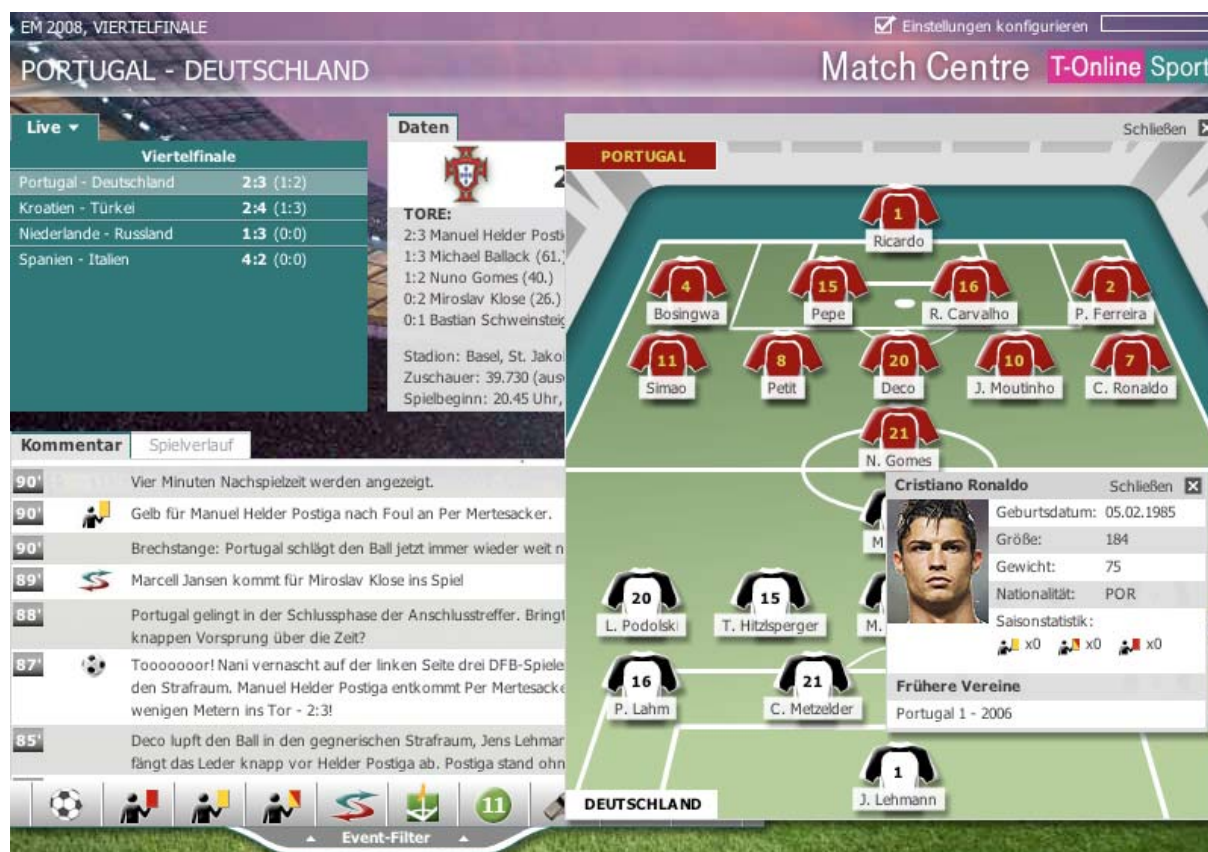 EM 2008, VIERTELFINALE
Einstellungen konfigurieren
PORTUGAL - DEUTSCHLAND
Match Centre T-Online Sport
Live
Viertelfinale
Portugal - Deutschland 2:3 (1:2)
Kroatien - Türkei 2:4 (1:3)
Niederlande - Russland 1:3 (0:0)
Spanien - Italien 4:2 (0:0)
Daten
2
TORE:
2:3 Manuel Helder Posti
1:3 Michael Ballack (61.)
1:2 Nuno Gomes (40.)
0:2 Miroslav Klose (26.)
0:1 Bastian Schweinsteig
Stadion: Basel, St. Jakol
Zuschauer: 39.730 (aus
Spielbeginn: 20.45 Uhr,
Schließen
PORTUGAL
1
Ricardo
4 15 16 2
Bosingwa Pepe R. Carvalho P. Ferreira
11 8 20 10 7
Simao Petit Deco J. Moutinho C. Ronaldo
21
N. Gomes
M
20 15
L. Podolski T. Hitzlsperger M.
16 21
P. Lahm C. Metzelder
1
J. Lehmann
DEUTSCHLAND
Cristiano Ronaldo Schließen
Geburtsdatum: 05.02.1985
Größe: 184
Gewicht: 75
Nationalität: POR
Saisonstatistik:
x0 x0 x0
Frühere Vereine
Portugal 1 - 2006
Kommentar Spielverlauf
90' Vier Minuten Nachspielzeit werden angezeigt.
90' Gelb für Manuel Helder Postiga nach Foul an Per Mertesacker.
90' Brechstange: Portugal schlägt den Ball jetzt immer wieder weit n
89' Marcell Jansen kommt für Miroslav Klose ins Spiel
88' Portugal gelingt in der Schlussphase der Anschlusstreffer. Bringt
knappen Vorsprung über die Zeit?
87' Tooooooor! Nani vernascht auf der linken Seite drei DFB-Spiele
den Strafraum. Manuel Helder Postiga entkommt Per Mertesacke
wenigen Metern ins Tor - 2:3!
85' Deco lupft den Ball in den gegnerischen Strafraum, Jens Lehmar
fängt das Leder knapp vor Helder Postiga ab. Postiga stand ohn
11
Event-Filter